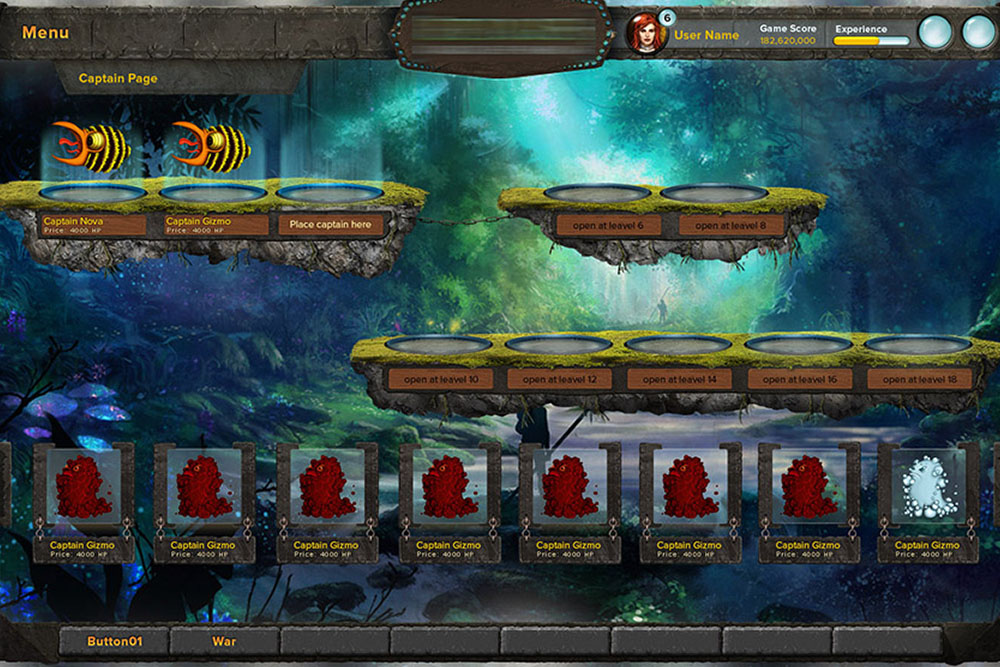 Menu
6
User Name
Game Score
182,620,000
Experience
Captain Page
Captain Nova
Price: 4000 HP
Captain Gizmo
Price: 4000 HP
Place captain here
open at leavel 6
open at leavel 8
open at leavel 10
open at leavel 12
open at leavel 14
open at leavel 16
open at leavel 18
Captain Gizmo
Price: 4000 HP
Captain Gizmo
Price: 4000 HP
Captain Gizmo
Price: 4000 HP
Captain Gizmo
Price: 4000 HP
Captain Gizmo
Price: 4000 HP
Captain Gizmo
Price: 4000 HP
Captain Gizmo
Price: 4000 HP
Captain Gizmo
Price: 4000 HP
Button01
War